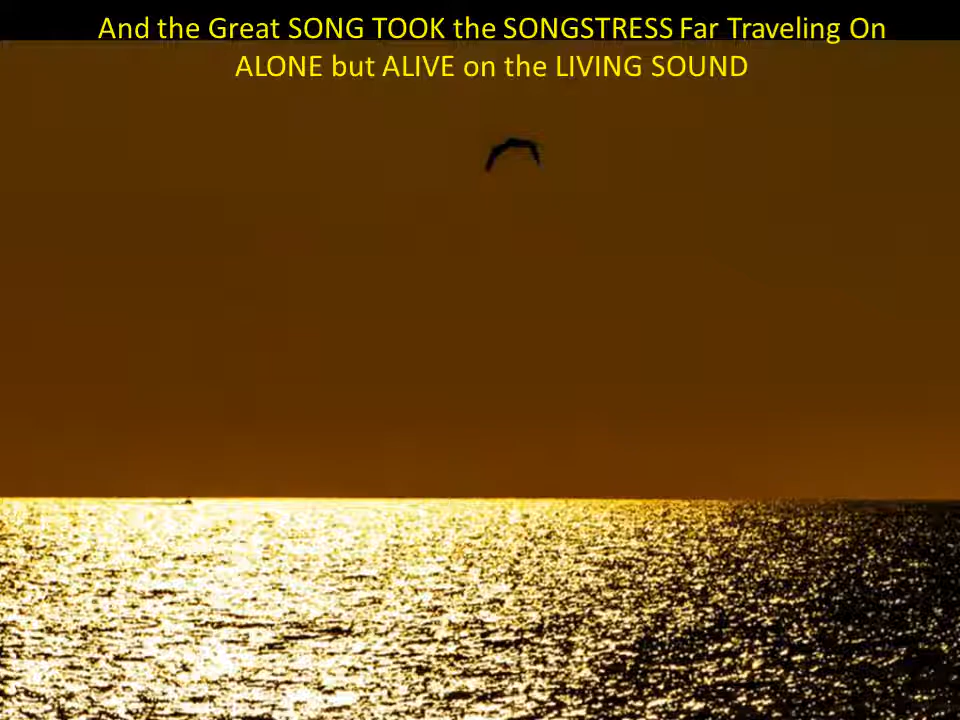 And the Great SONG TOOK the SONGSTRESS Far Traveling On
ALONE but ALIVE on the LIVING SOUND